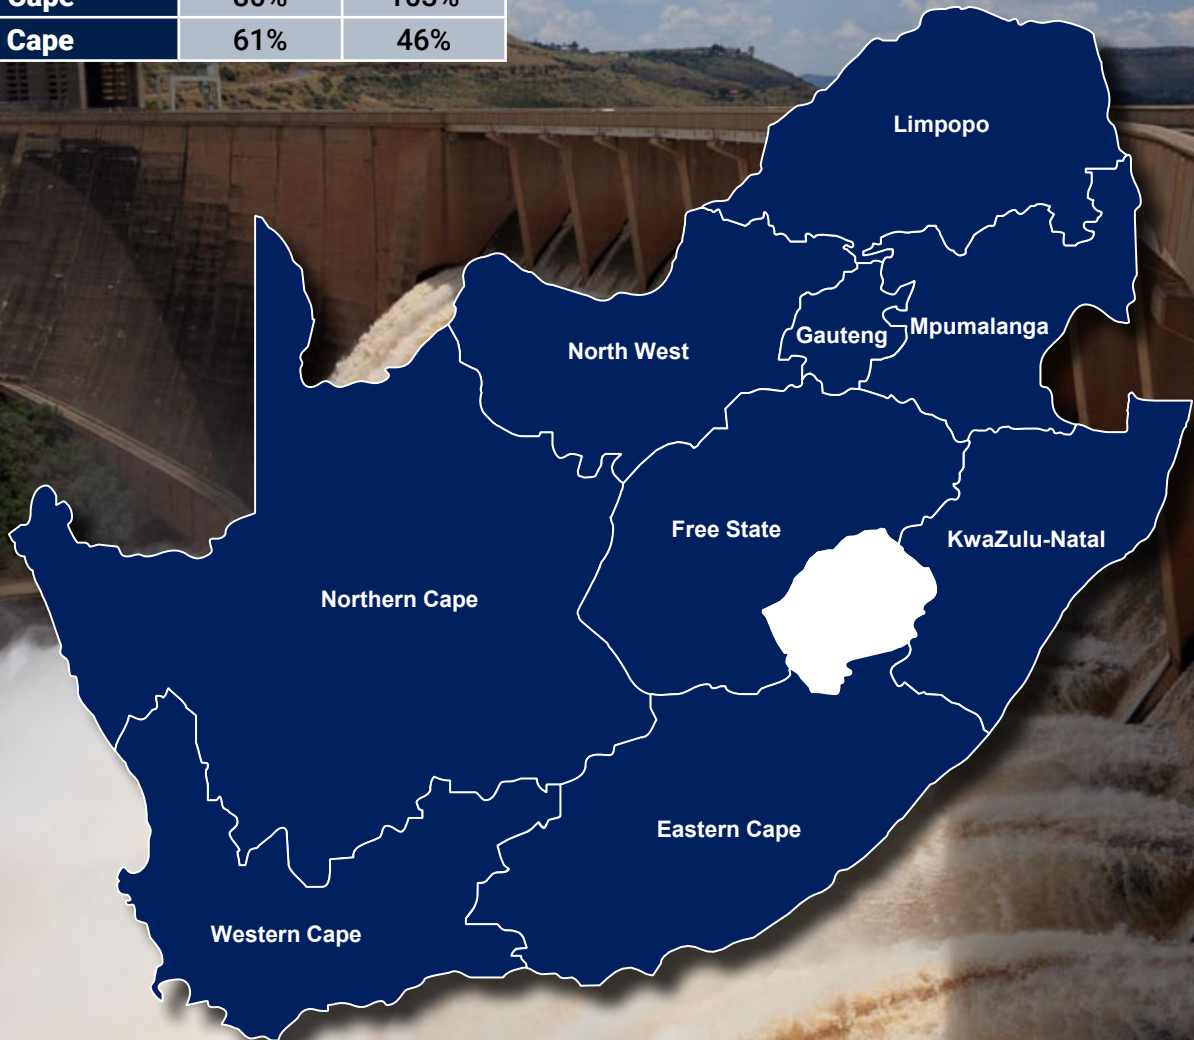 Cape 61% 46%
Limpopo
North West
Gauteng
Mpumalanga
Free State
KwaZulu-Natal
Northern Cape
Eastern Cape
Western Cape